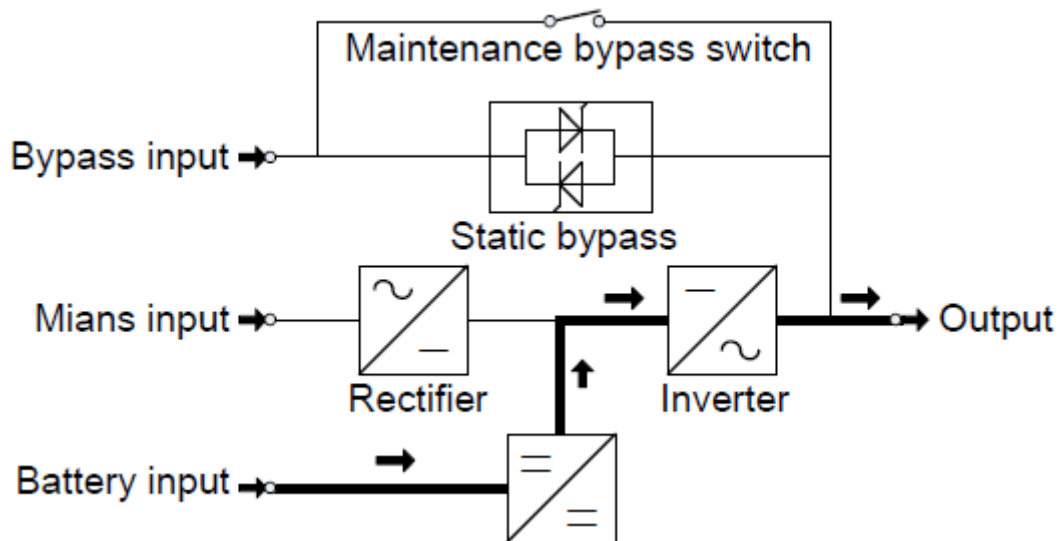 Maintenance bypass switch
Bypass input
Static bypass
Mians input
Output
Rectifier
Inverter
Battery input